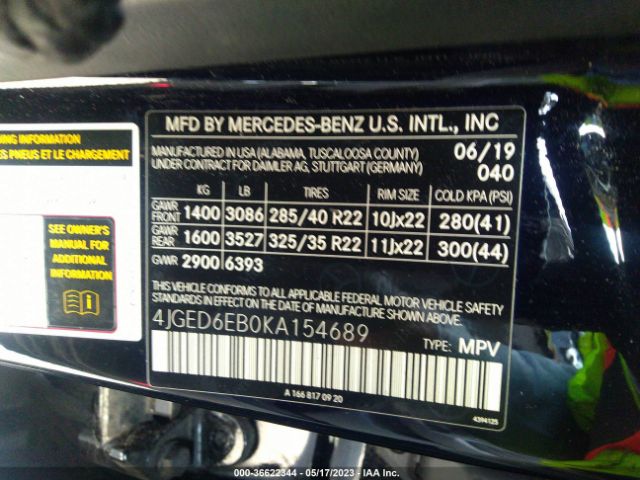 MFD BY MERCEDES-BENZ U.S. INTL., INC
MANUFACTURED IN USA (ALABAMA, TUSCALOOSA COUNTY) 06/19
UNDER CONTRACT FOR DAIMLER AG, STUTTGART (GERMANY) 040
KG LB TIRES RIM SIZE COLD KPA (PSI)
GAWR FRONT 1400 3086 285/40 R22 10Jx22 280(41)
GAWR REAR 1600 3527 325/35 R22 11Jx22 300(44)
GVWR 2900 6393
THIS VEHICLE CONFORMS TO ALL APPLICABLE FEDERAL MOTOR VEHICLE SAFETY
STANDARDS IN EFFECT ON THE DATE OF MANUFACTURE SHOWN ABOVE.
4JGED6EB0KA154689 TYPE: MPV
A 166 817 09 20
4394125
INFORMATION
ES PNEUS ET LE CHARGEMENT
SEE OWNER'S
MANUAL FOR
ADDITIONAL
INFORMATION
000-36622344 - 05/17/2023 - IAA Inc.